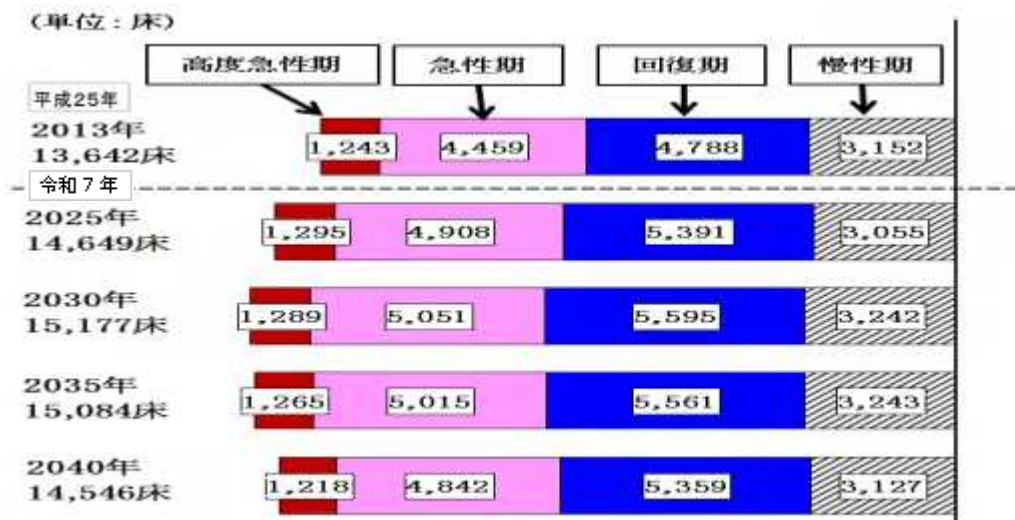 (単位：床)
高度急性期 急性期 回復期 慢性期
平成25年
2013年
13,642床
1,243 4,459 4,788 3,152
令和７年
2025年
14,649床
1,295 4,908 5,391 3,055
2030年
15,177床
1,289 5,051 5,595 3,242
2035年
15,084床
1,265 5,015 5,561 3,243
2040年
14,546床
1,218 4,842 5,359 3,127